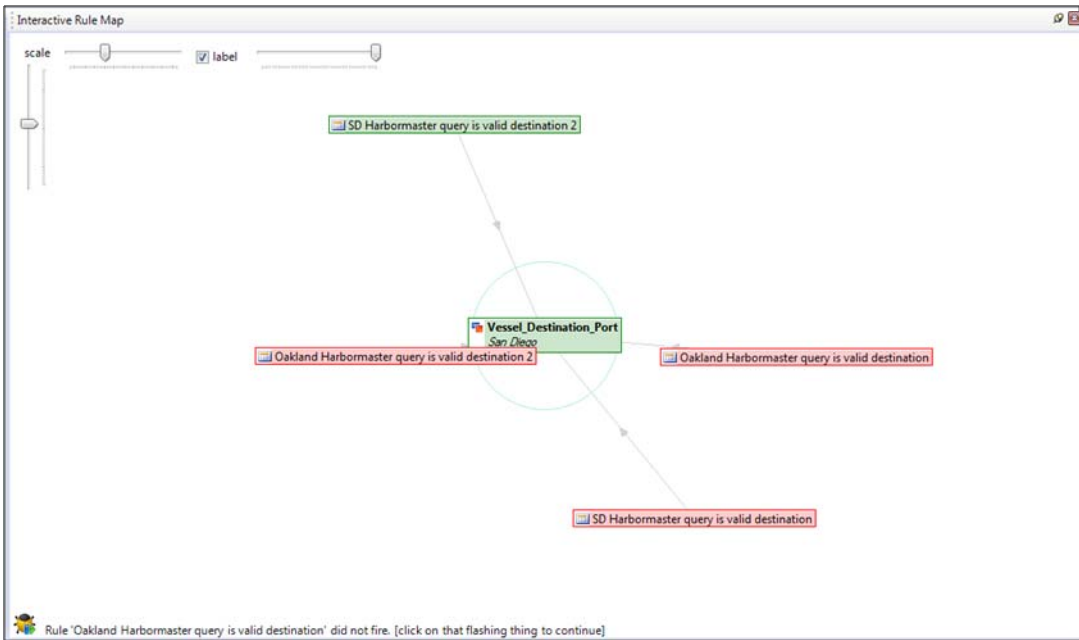 Interactive Rule Map
scale
label
SD Harbormaster query is valid destination 2
Vessel_Destination_Port
San Diego
Oakland Harbormaster query is valid destination 2
Oakland Harbormaster query is valid destination
SD Harbormaster query is valid destination
Rule 'Oakland Harbormaster query is valid destination' did not fire. [click on that flashing thing to continue]